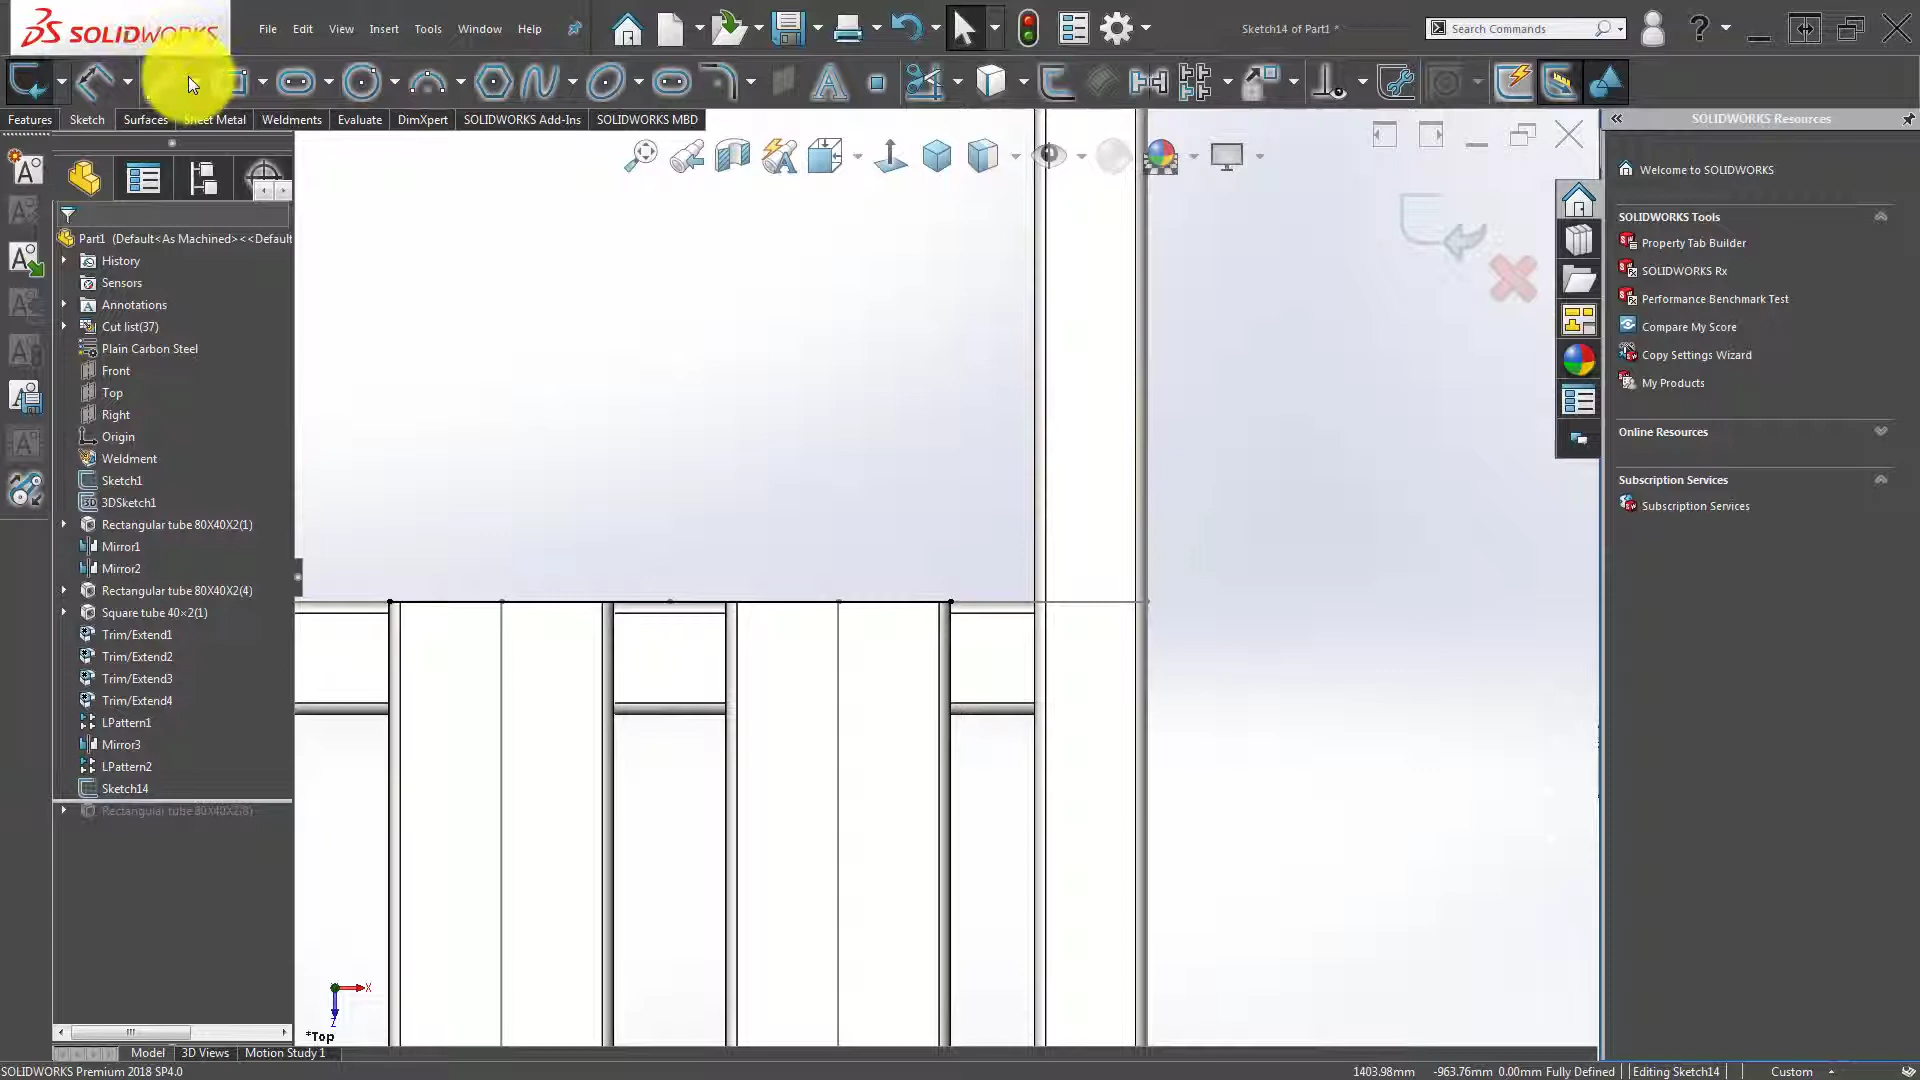 SOLIDWORKS
File Edit View Insert Tools Window Help
Sketch14 of Part1 *
Search Commands
Features Sketch Surfaces Sheet Metal Weldments Evaluate DimXpert SOLIDWORKS Add-Ins SOLIDWORKS MBD
SOLIDWORKS Resources
Part1 (Default<As Machined><<Default
History
Sensors
Annotations
Cut list(37)
Plain Carbon Steel
Front
Top
Right
Origin
Weldment
Sketch1
3DSketch1
Rectangular tube 80X40X2(1)
Mirror1
Mirror2
Rectangular tube 80X40X2(4)
Square tube 40×2(1)
Trim/Extend1
Trim/Extend2
Trim/Extend3
Trim/Extend4
LPattern1
Mirror3
LPattern2
Sketch14
Rectangular tube 80X40X2(8)
Welcome to SOLIDWORKS
SOLIDWORKS Tools
Property Tab Builder
SOLIDWORKS Rx
Performance Benchmark Test
Compare My Score
Copy Settings Wizard
My Products
Online Resources
Subscription Services
Subscription Services
X
Z
*Top
Model 3D Views Motion Study 1
SOLIDWORKS Premium 2018 SP4.0
1403.98mm -963.76mm 0.00mm Fully Defined Editing Sketch14 Custom